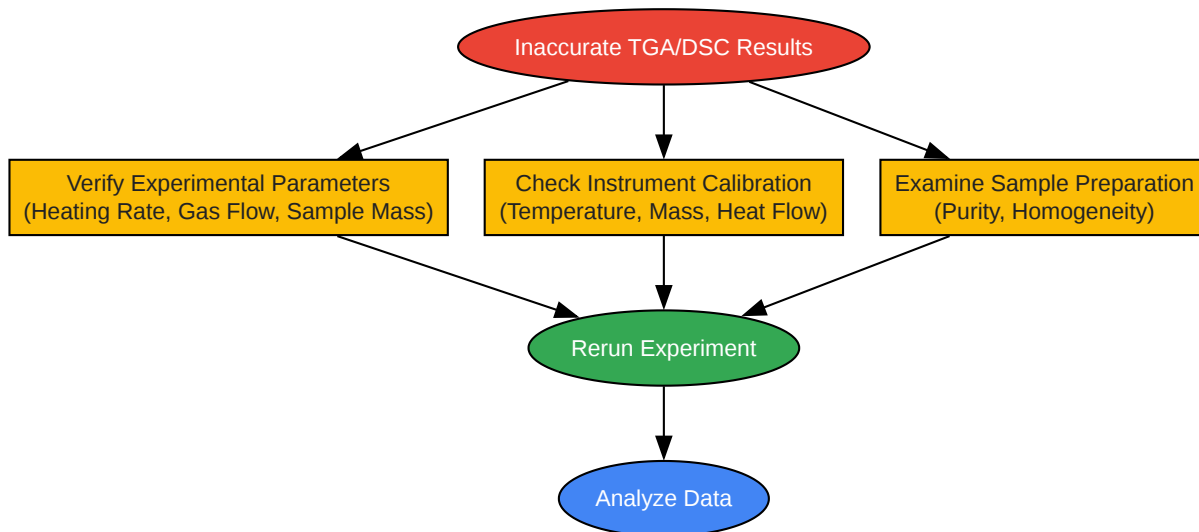 Inaccurate TGA/DSC Results
Verify Experimental Parameters
(Heating Rate, Gas Flow, Sample Mass)
Check Instrument Calibration
(Temperature, Mass, Heat Flow)
Examine Sample Preparation
(Purity, Homogeneity)
Rerun Experiment
Analyze Data